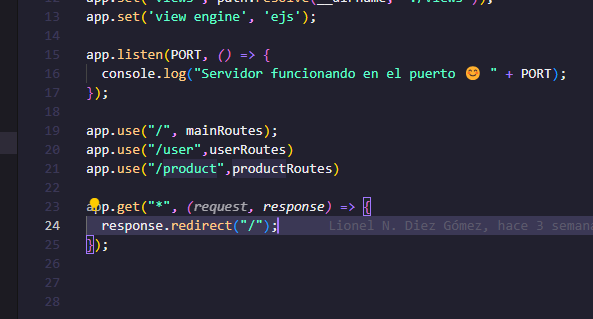 12 app.set('views', path.resolve(__dirname, './views'));
13 app.set('view engine', 'ejs');
14
15 app.listen(PORT, () => {
16 console.log("Servidor funcionando en el puerto 😊 " + PORT);
17 });
18
19 app.use("/", mainRoutes);
20 app.use("/user",userRoutes)
21 app.use("/product",productRoutes)
22
23 app.get("*", (request, response) => {
24 response.redirect("/"); Lionel N. Diez Gómez, hace 3 semana
25 });
26
27
28